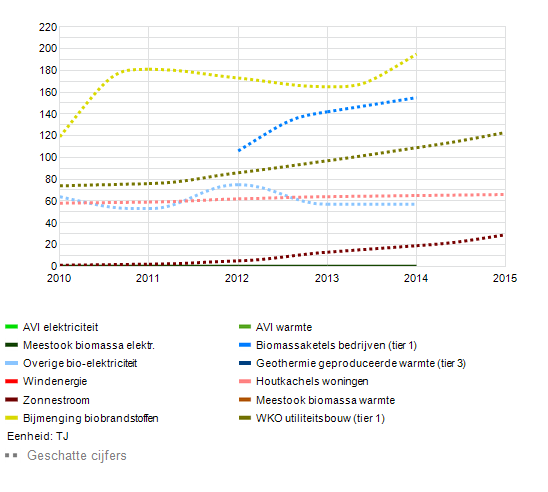 220
200
180
160
140
120
100
80
60
40
20
0
2010 2011 2012 2013 2014 2015
AVI elektriciteit AVI warmte
Meestook biomassa elektr. Biomassaketels bedrijven (tier 1)
Overige bio-elektriciteit Geothermie geproduceerde warmte (tier 3)
Windenergie Houtkachels woningen
Zonnestroom Meestook biomassa warmte
Bijmenging biobrandstoffen WKO utiliteitsbouw (tier 1)
Eenheid: TJ
Geschatte cijfers